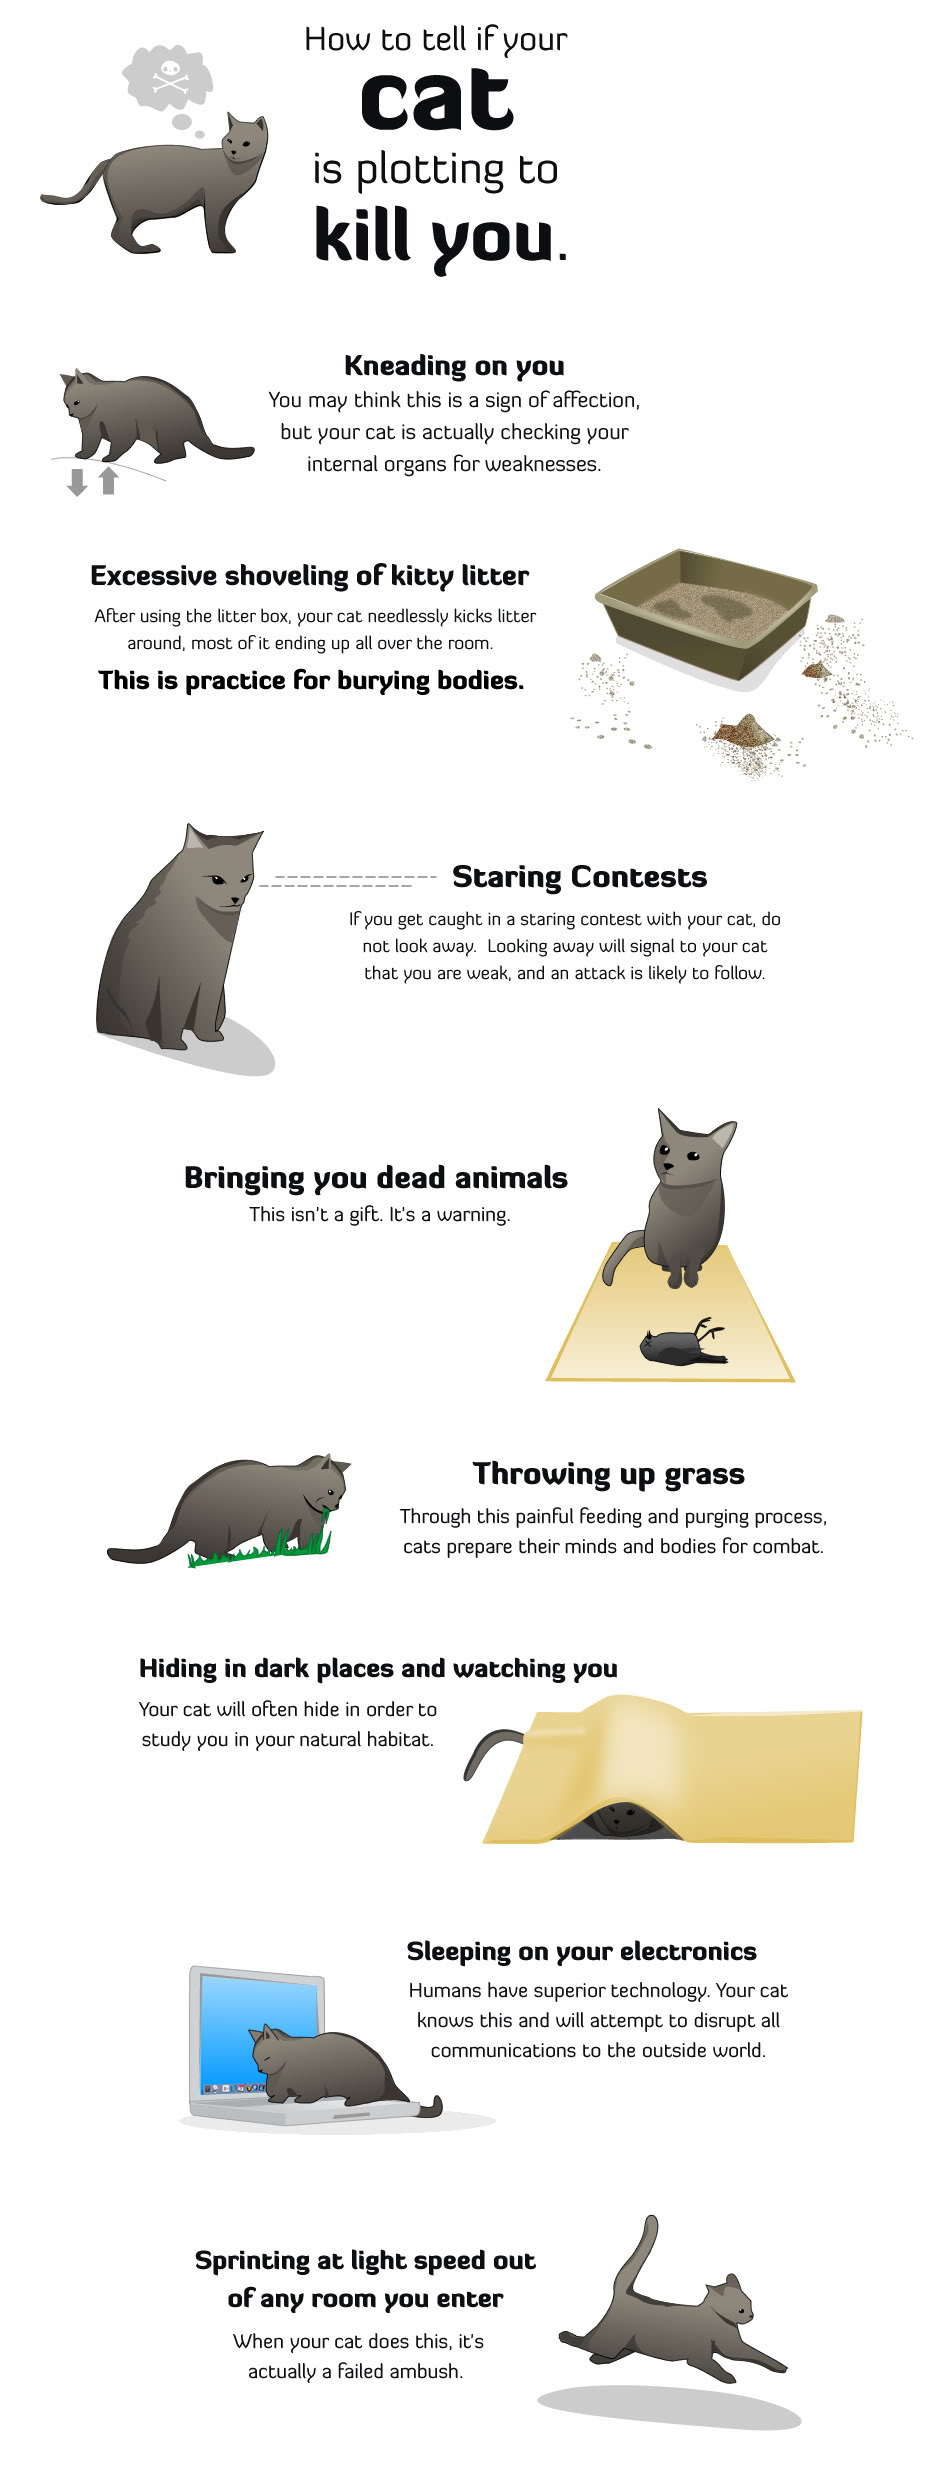 How to tell if your
cat
is plotting to
kill you.
Kneading on you
You may think this is a sign of affection,
but your cat is actually checking your
internal organs for weaknesses.
Excessive shoveling of kitty litter
After using the litter box, your cat needlessly kicks litter
around, most of it ending up all over the room.
This is practice for burying bodies.
Staring Contests
If you get caught in a staring contest with your cat, do
not look away. Looking away will signal to your cat
that you are weak, and an attack is likely to follow.
Bringing you dead animals
This isn't a gift. It's a warning.
Throwing up grass
Through this painful feeding and purging process,
cats prepare their minds and bodies for combat.
Hiding in dark places and watching you
Your cat will often hide in order to
study you in your natural habitat.
Sleeping on your electronics
Humans have superior technology. Your cat
knows this and will attempt to disrupt all
communications to the outside world.
Sprinting at light speed out
of any room you enter
When your cat does this, it's
actually a failed ambush.